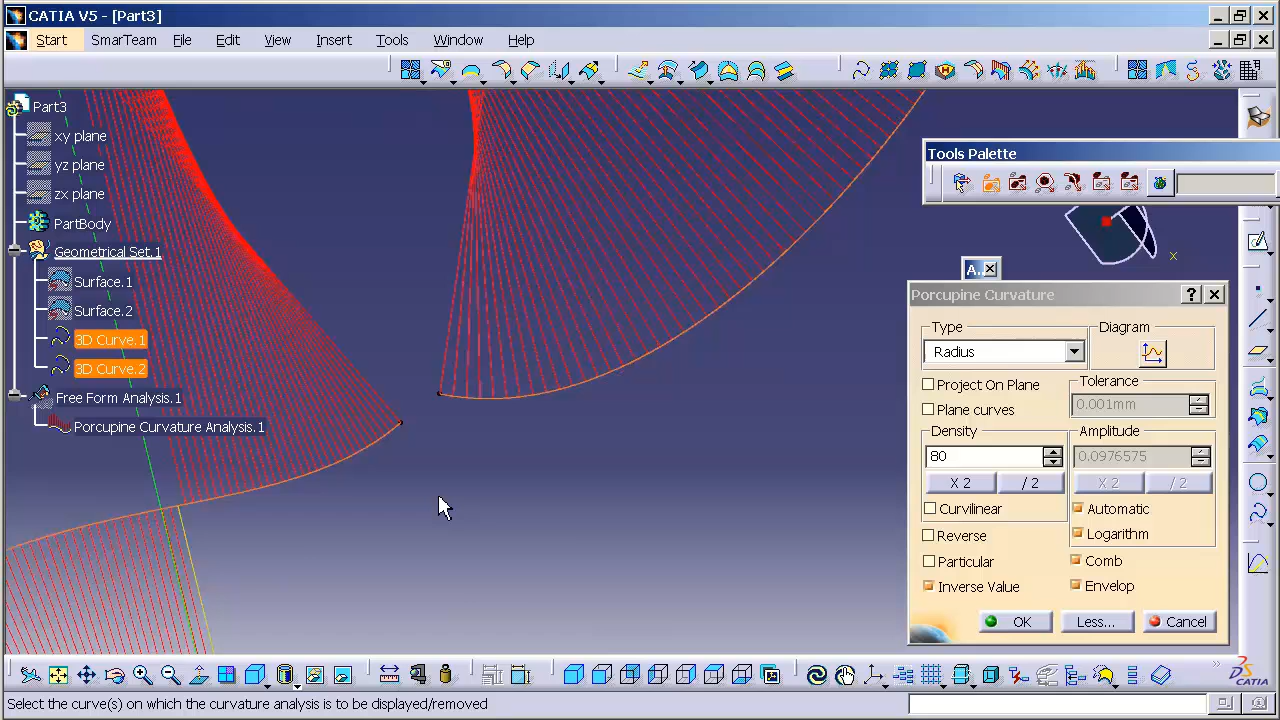 CATIA V5 - [Part3]
Start SmarTeam File Edit View Insert Tools Window Help
Part3
xy plane
yz plane
zx plane
PartBody
Geometrical Set.1
Surface.1
Surface.2
3D Curve.1
3D Curve.2
Free Form Analysis.1
Porcupine Curvature Analysis.1
Tools Palette
x
A...
Porcupine Curvature
Type
Radius
Diagram
Project On Plane
Plane curves
Tolerance
0.001mm
Density
80
X 2 / 2
Curvilinear
Amplitude
0.0976575
X 2 / 2
Automatic
Logarithm
Reverse
Particular
Inverse Value
Comb
Envelop
OK Less... Cancel
CATIA
Select the curve(s) on which the curvature analysis is to be displayed/removed